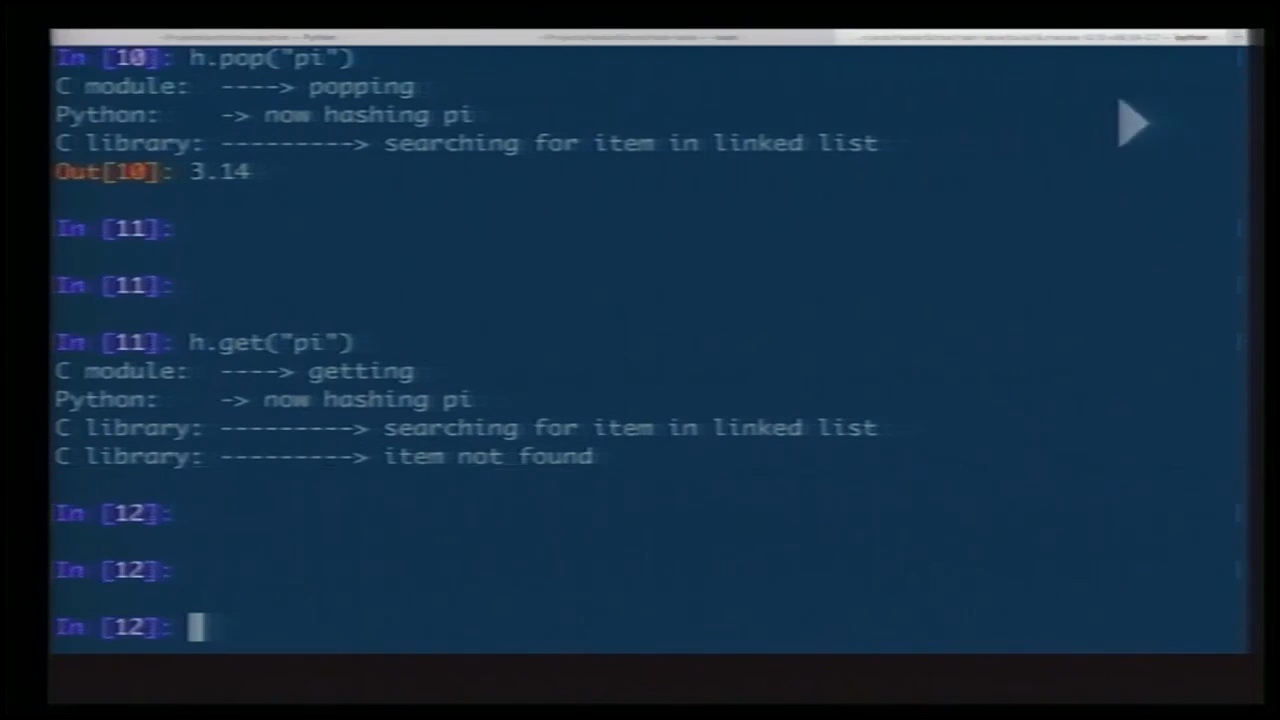 In [10]: h.pop("pi")
C module:  ----> popping
Python:    -> now hashing pi
C library: ---------> searching for item in linked list
Out[10]: 3.14
In [11]:
In [11]:
In [11]: h.get("pi")
C module:  ----> getting
Python:    -> now hashing pi
C library: ---------> searching for item in linked list
C library: ---------> item not found
In [12]:
In [12]:
In [12]: